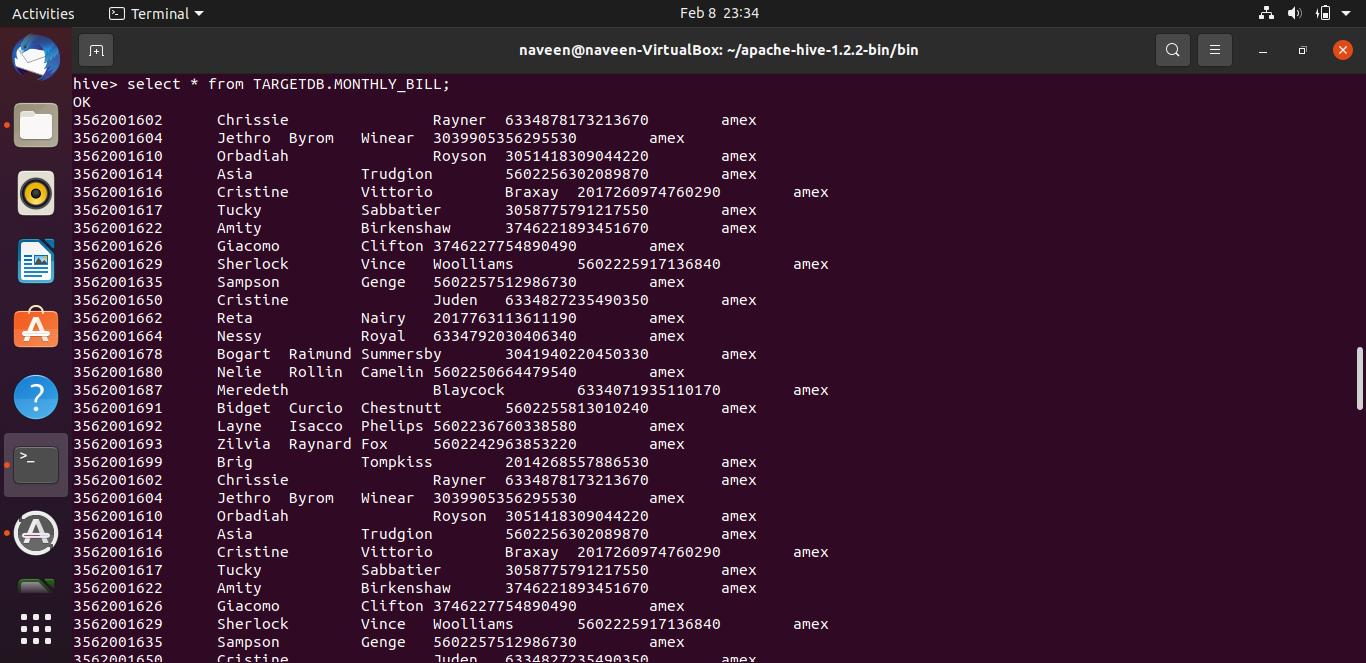 Activities Terminal Feb 8 23:34
naveen@naveen-VirtualBox: ~/apache-hive-1.2.2-bin/bin
hive> select * from TARGETDB.MONTHLY_BILL;
OK
3562001602 Chrissie Rayner 6334878173213670 amex
3562001604 Jethro Byrom Winear 3039905356295530 amex
3562001610 Orbadiah Royson 3051418309044220 amex
3562001614 Asia Trudgion 5602256302089870 amex
3562001616 Cristine Vittorio Braxay 2017260974760290 amex
3562001617 Tucky Sabbatier 3058775791217550 amex
3562001622 Amity Birkenshaw 3746221893451670 amex
3562001626 Giacomo Clifton 3746227754890490 amex
3562001629 Sherlock Vince Woolliams 5602225917136840 amex
3562001635 Sampson Genge 5602257512986730 amex
3562001650 Cristine Juden 6334827235490350 amex
3562001662 Reta Nairy 2017763113611190 amex
3562001664 Nessy Royal 6334792030406340 amex
3562001678 Bogart Raimund Summersby 3041940220450330 amex
3562001680 Nelie Rollin Camelin 5602250664479540 amex
3562001687 Meredeth Blaycock 6334071935110170 amex
3562001691 Bidget Curcio Chestnutt 5602255813010240 amex
3562001692 Layne Isacco Phelips 5602236760338580 amex
3562001693 Zilvia Raynard Fox 5602242963853220 amex
3562001699 Brig Tompkiss 2014268557886530 amex
3562001602 Chrissie Rayner 6334878173213670 amex
3562001604 Jethro Byrom Winear 3039905356295530 amex
3562001610 Orbadiah Royson 3051418309044220 amex
3562001614 Asia Trudgion 5602256302089870 amex
3562001616 Cristine Vittorio Braxay 2017260974760290 amex
3562001617 Tucky Sabbatier 3058775791217550 amex
3562001622 Amity Birkenshaw 3746221893451670 amex
3562001626 Giacomo Clifton 3746227754890490 amex
3562001629 Sherlock Vince Woolliams 5602225917136840 amex
3562001635 Sampson Genge 5602257512986730 amex
3562001650 Cristine Juden 6334827235490350 amex